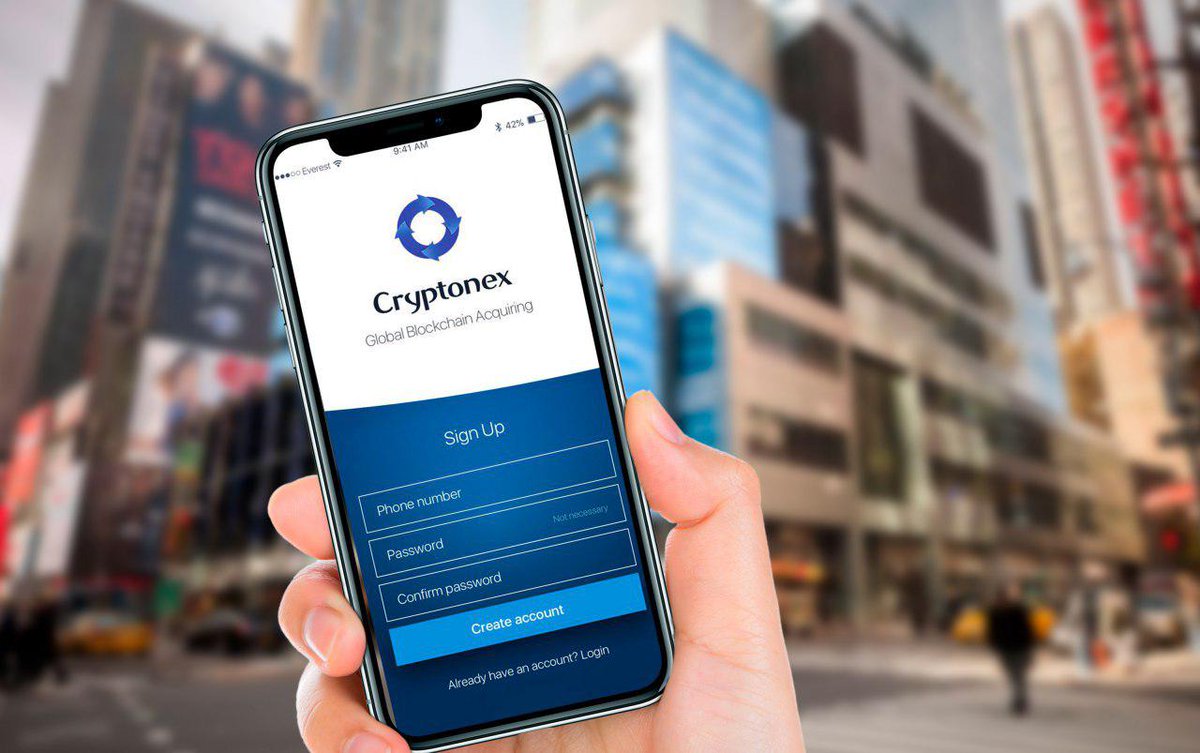 Everest
9:41 AM
42%
Cryptonex
Global Blockchain Acquiring
Sign Up
Phone number
Not necessary
Password
Confirm password
Create account
Already have an account? Login